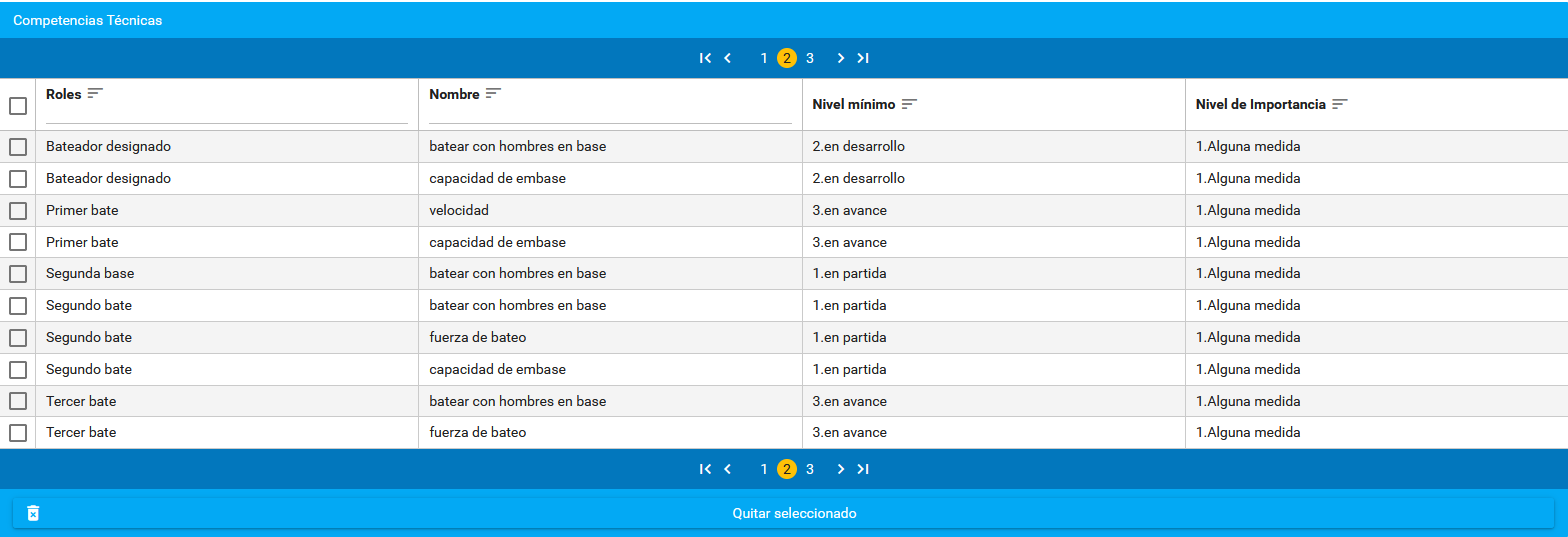 Competencias Técnicas
1 2 3
Roles Nombre Nivel mínimo Nivel de Importancia
Bateador designado batear con hombres en base 2.en desarrollo 1.Alguna medida
Bateador designado capacidad de embase 2.en desarrollo 1.Alguna medida
Primer bate velocidad 3.en avance 1.Alguna medida
Primer bate capacidad de embase 3.en avance 1.Alguna medida
Segunda base batear con hombres en base 1.en partida 1.Alguna medida
Segundo bate batear con hombres en base 1.en partida 1.Alguna medida
Segundo bate fuerza de bateo 1.en partida 1.Alguna medida
Segundo bate capacidad de embase 1.en partida 1.Alguna medida
Tercer bate batear con hombres en base 3.en avance 1.Alguna medida
Tercer bate fuerza de bateo 3.en avance 1.Alguna medida
1 2 3
Quitar seleccionado